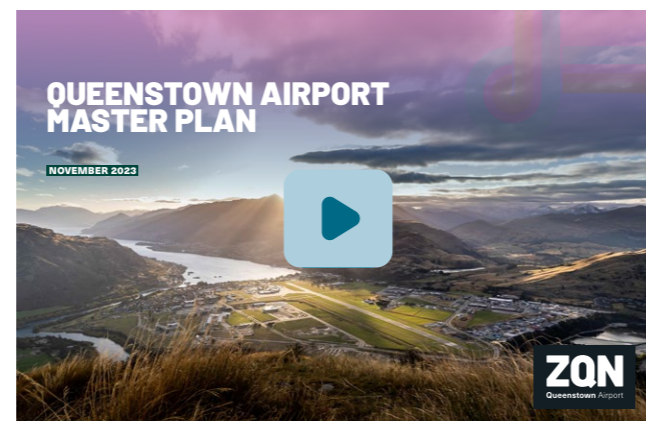 QUEENSTOWN AIRPORT
MASTER PLAN
NOVEMBER 2023
ZQN
Queenstown Airport